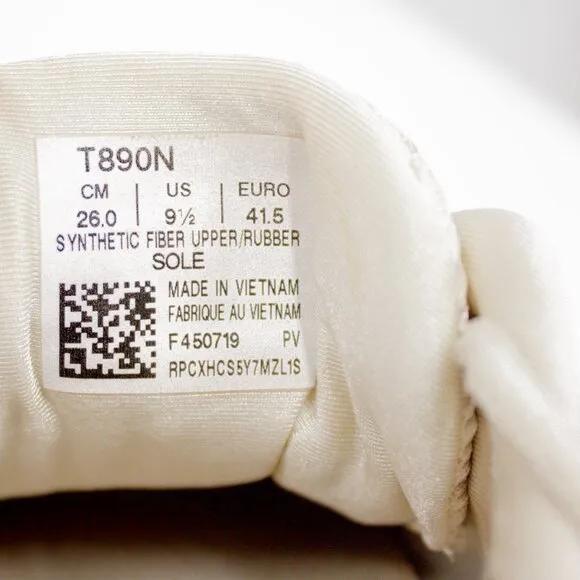 T890N
CM | US | EURO
26.0 | 9½ | 41.5
SYNTHETIC FIBER UPPER/RUBBER
SOLE
MADE IN VIETNAM
FABRIQUE AU VIETNAM
F450719 PV
RPCXHCS5Y7MZL1S